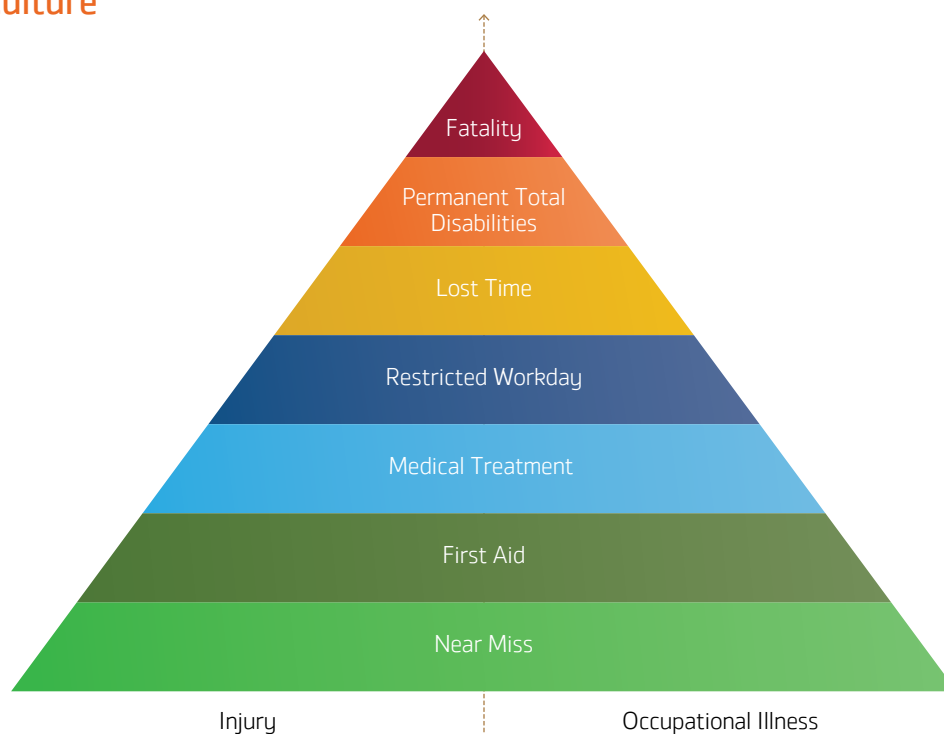 Fatality
Permanent Total
Disabilities
Lost Time
Restricted Workday
Medical Treatment
First Aid
Near Miss
Injury
Occupational Illness